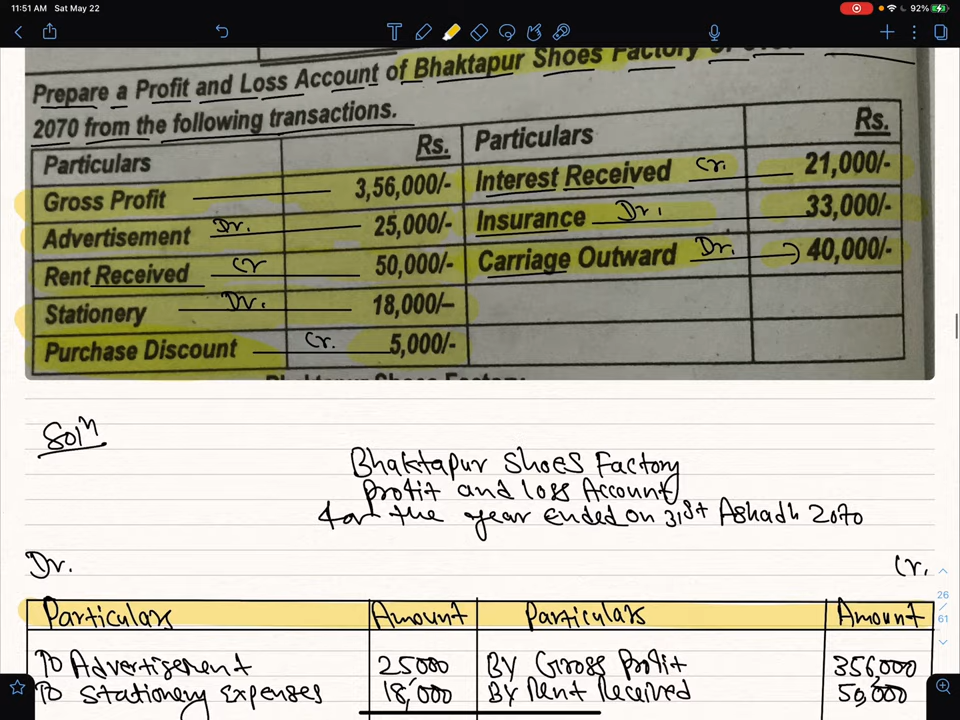 11:51 AM Sat May 22
92%
Prepare a Profit and Loss Account of Bhaktapur Shoes Factory
2070 from the following transactions.
Particulars Rs. Particulars Rs.
Gross Profit 3,56,000/- Interest Received Cr. 21,000/-
Advertisement Dr. 25,000/- Insurance Dr. 33,000/-
Rent Received Cr 50,000/- Carriage Outward Dr. 40,000/-
Stationery Dr. 18,000/-
Purchase Discount Cr. 5,000/-
Bhaktapur Shoes Factory
Solⁿ
Bhaktapur Shoes Factory
Profit and Loss Account
for the year ended on 31st Ashadh 2070
Dr. Cr.
26
/
61
Particulars Amount Particulars Amount
To Advertisement 25000 By Gross Profit 356,000
To Stationery Expenses 18,000 By Rent Received 50,000